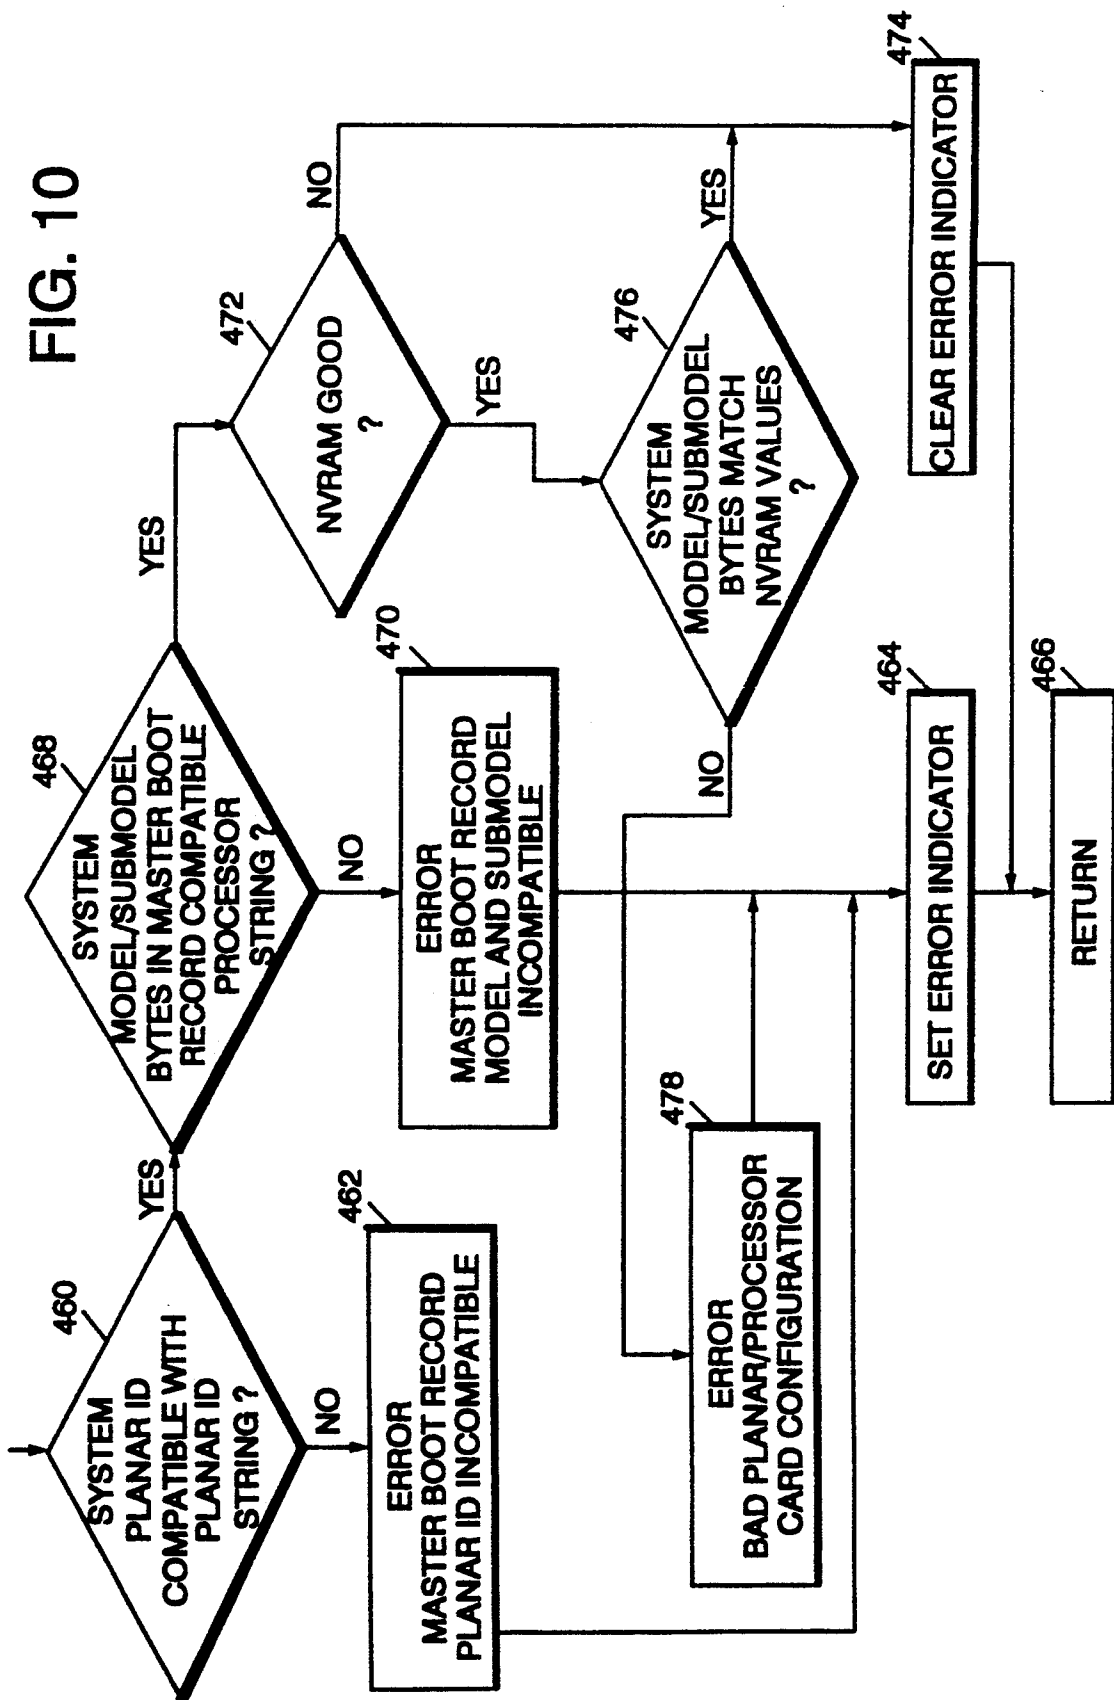 FIG. 10
460
SYSTEM
PLANAR ID
COMPATIBLE WITH
PLANAR ID
STRING ?
YES
NO
462
ERROR
MASTER BOOT RECORD
PLANAR ID INCOMPATIBLE
468
SYSTEM
MODEL/SUBMODEL
BYTES IN MASTER BOOT
RECORD COMPATIBLE
PROCESSOR
STRING ?
YES
NO
470
ERROR
MASTER BOOT RECORD
MODEL AND SUBMODEL
INCOMPATIBLE
472
NVRAM GOOD
?
NO
YES
476
SYSTEM
MODEL/SUBMODEL
BYTES MATCH
NVRAM VALUES
?
YES
NO
478
ERROR
BAD PLANAR/PROCESSOR
CARD CONFIGURATION
464
SET ERROR INDICATOR
474
CLEAR ERROR INDICATOR
466
RETURN